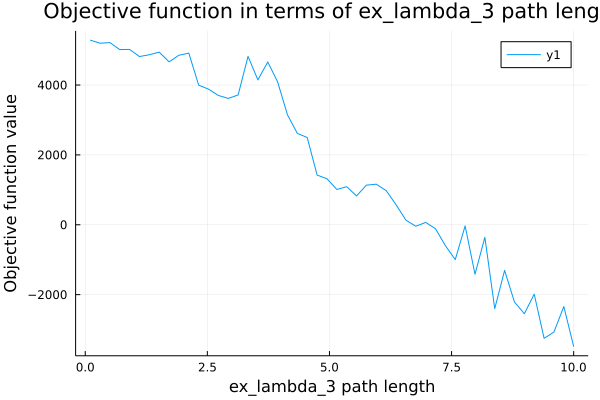 Objective function in terms of ex_lambda_3 path leng
y1
Objective function value
4000
2000
0
−2000
0.0 2.5 5.0 7.5 10.0
ex_lambda_3 path length